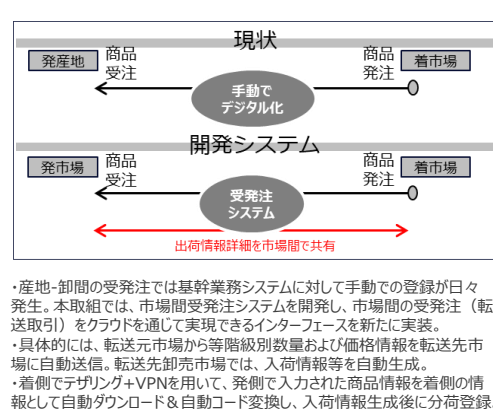 現状
発産地
商品
受注
手動で
デジタル化
商品
発注
着市場
開発システム
発市場
商品
受注
受発注
システム
商品
発注
着市場
出荷情報詳細を市場間で共有
・産地-卸間の受発注では基幹業務システムに対して手動での登録が日々
発生。本取組では、市場間受発注システムを開発し、市場間の受発注（転
送取引）をクラウドを通じて実現できるインターフェースを新たに実装。
・具体的には、転送元市場から等階級別数量および価格情報を転送先市
場に自動送信。転送先卸売市場では、入荷情報等を自動生成。
・着側でテザリング+VPNを用いて、発側で入力された商品情報を着側の情
報として自動ダウンロード＆自動コード変換し、入荷情報生成後に分荷登録